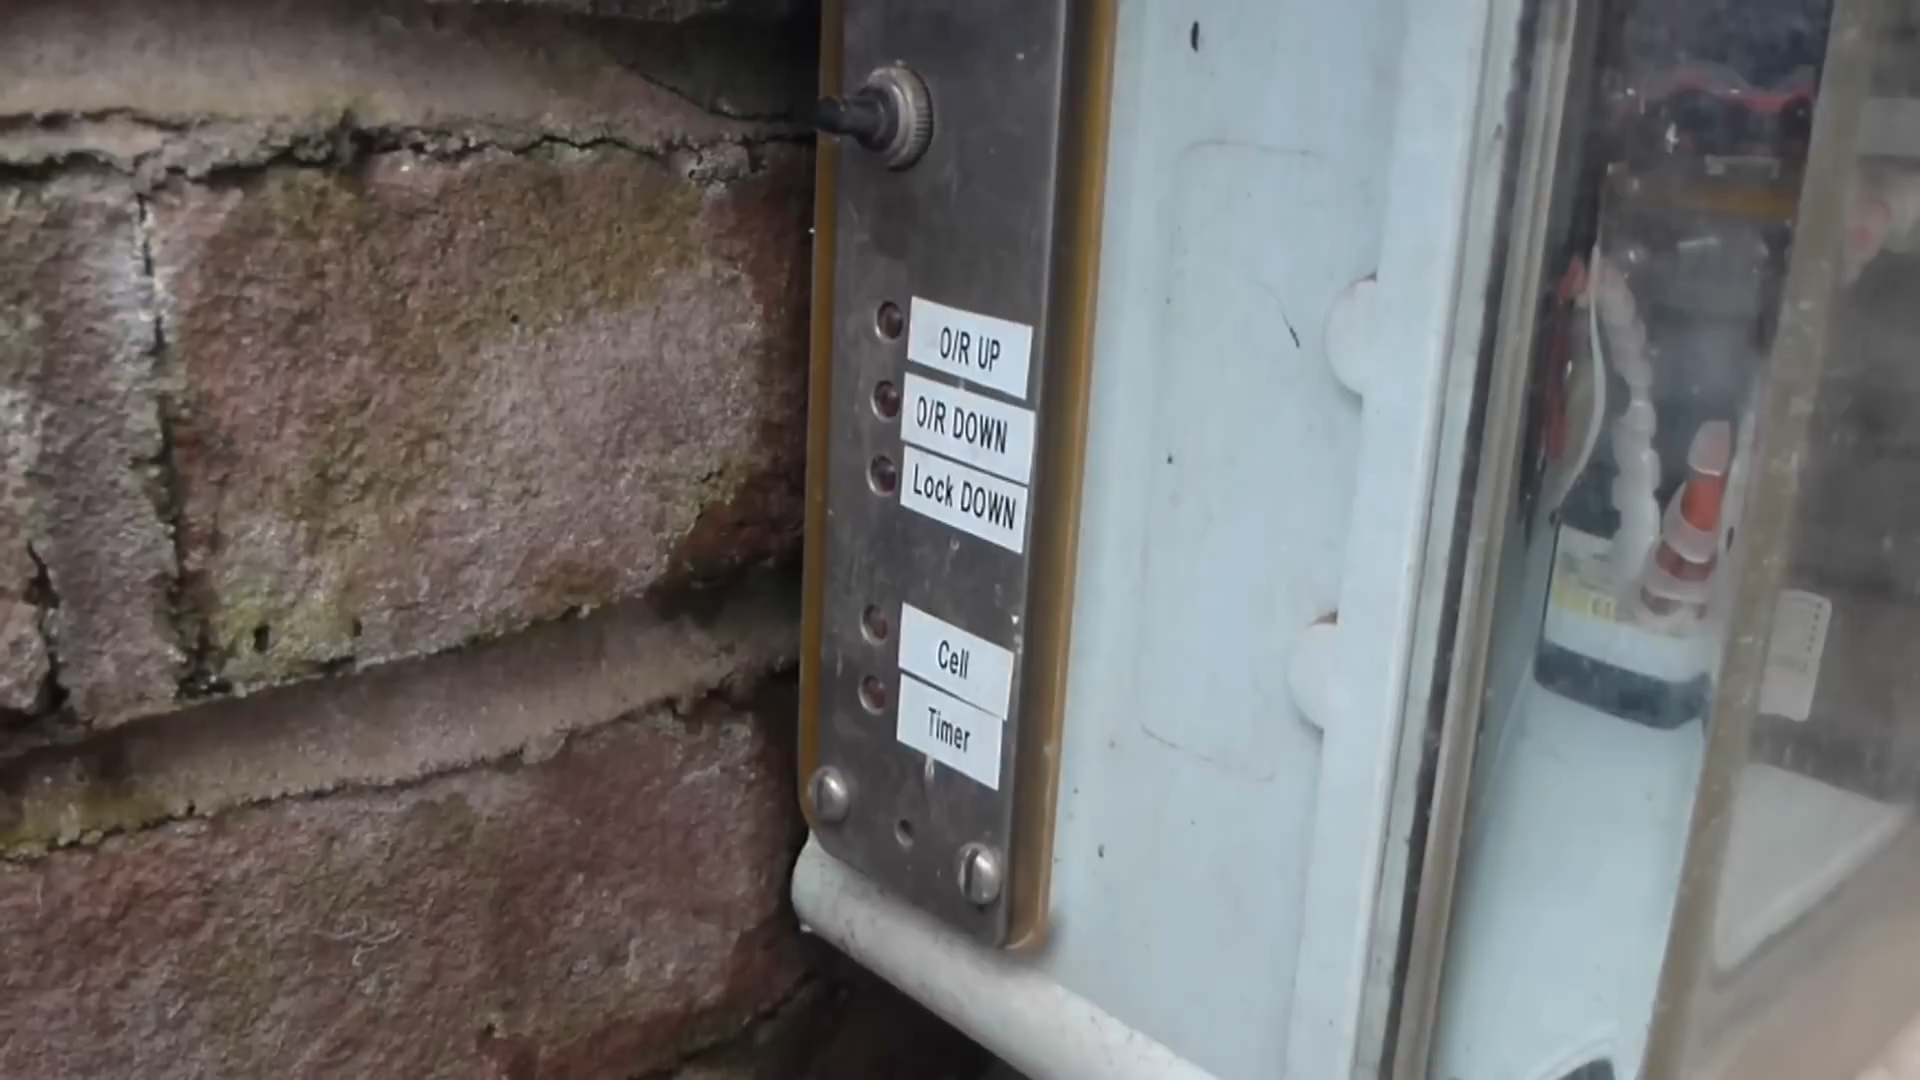 O/R UP
O/R DOWN
Lock DOWN
Cell
Timer